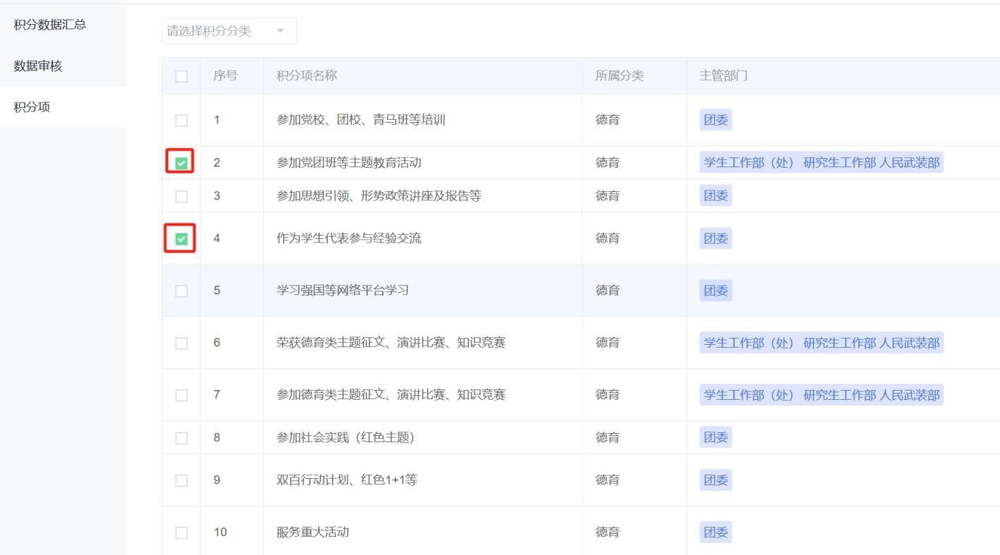 积分数据汇总
数据审核
积分项
请选择积分分类
序号 积分项名称 所属分类 主管部门
1 参加党校、团校、青马班等培训 德育 团委
2 参加党团班等主题教育活动 德育 学生工作部（处） 研究生工作部 人民武装部
3 参加思想引领、形势政策讲座及报告等 德育 团委
4 作为学生代表参与经验交流 德育 团委
5 学习强国等网络平台学习 德育 团委
6 荣获德育类主题征文、演讲比赛、知识竞赛 德育 学生工作部（处） 研究生工作部 人民武装部
7 参加德育类主题征文、演讲比赛、知识竞赛 德育 学生工作部（处） 研究生工作部 人民武装部
8 参加社会实践（红色主题） 德育 团委
9 双百行动计划、红色1+1等 德育 团委
10 服务重大活动 德育 团委